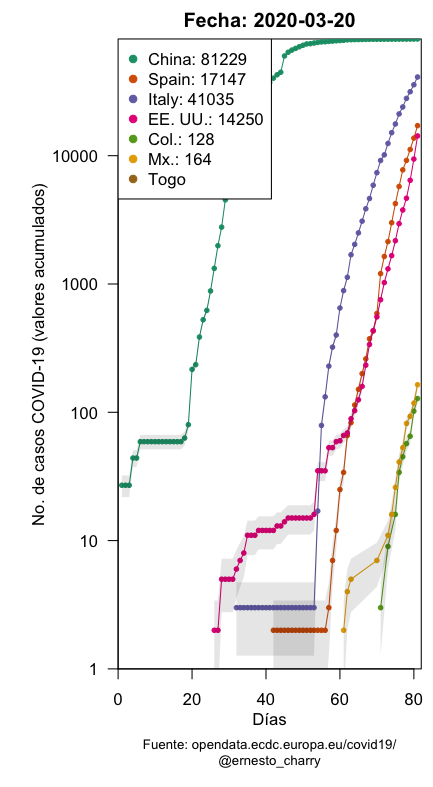 Fecha: 2020-03-20
China: 81229
Spain: 17147
Italy: 41035
EE. UU.: 14250
Col.: 128
Mx.: 164
Togo
No. de casos COVID-19 (valores acumulados)
10000
1000
100
10
1
0 20 40 60 80
Días
Fuente: opendata.ecdc.europa.eu/covid19/
@ernesto_charry